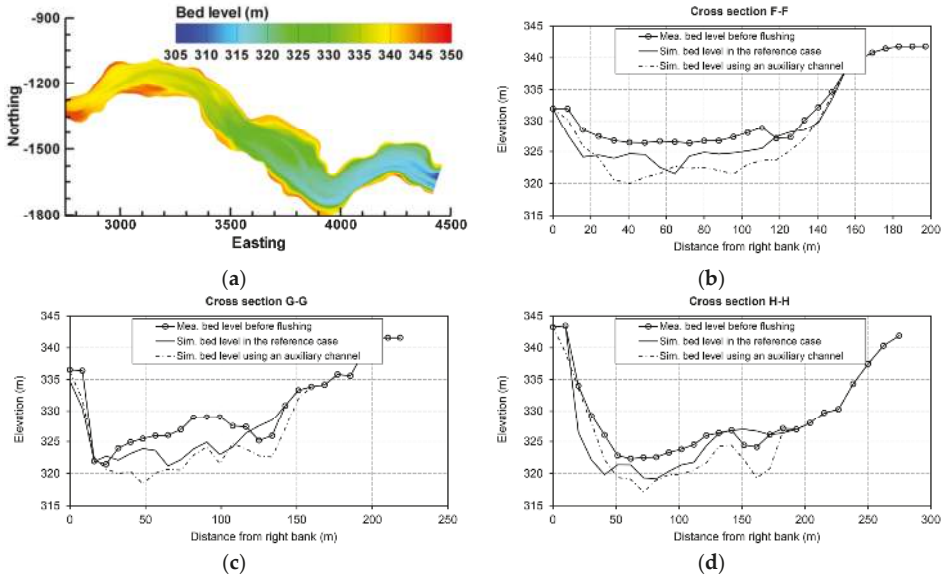 Bed level (m)
305 310 315 320 325 330 335 340 345 350
-900
-1200
-1500
-1800
Northing
3000 3500 4000 4500
Easting
(a)
Cross section F-F
Mea. bed level before flushing
Sim. bed level in the reference case
Sim. bed level using an auxiliary channel
345
340
335
330
325
320
315
Elevation (m)
0 20 40 60 80 100 120 140 160 180 200
Distance from right bank (m)
(b)
Cross section G-G
Mea. bed level before flushing
Sim. bed level in the reference case
Sim. bed level using an auxiliary channel
345
340
335
330
325
320
315
Elevation (m)
0 50 100 150 200 250
Distance from right bank (m)
(c)
Cross section H-H
Mea. bed level before flushing
Sim. bed level in the reference case
Sim. bed level using an auxiliary channel
345
340
335
330
325
320
315
Elevation (m)
0 50 100 150 200 250 300
Distance from right bank (m)
(d)